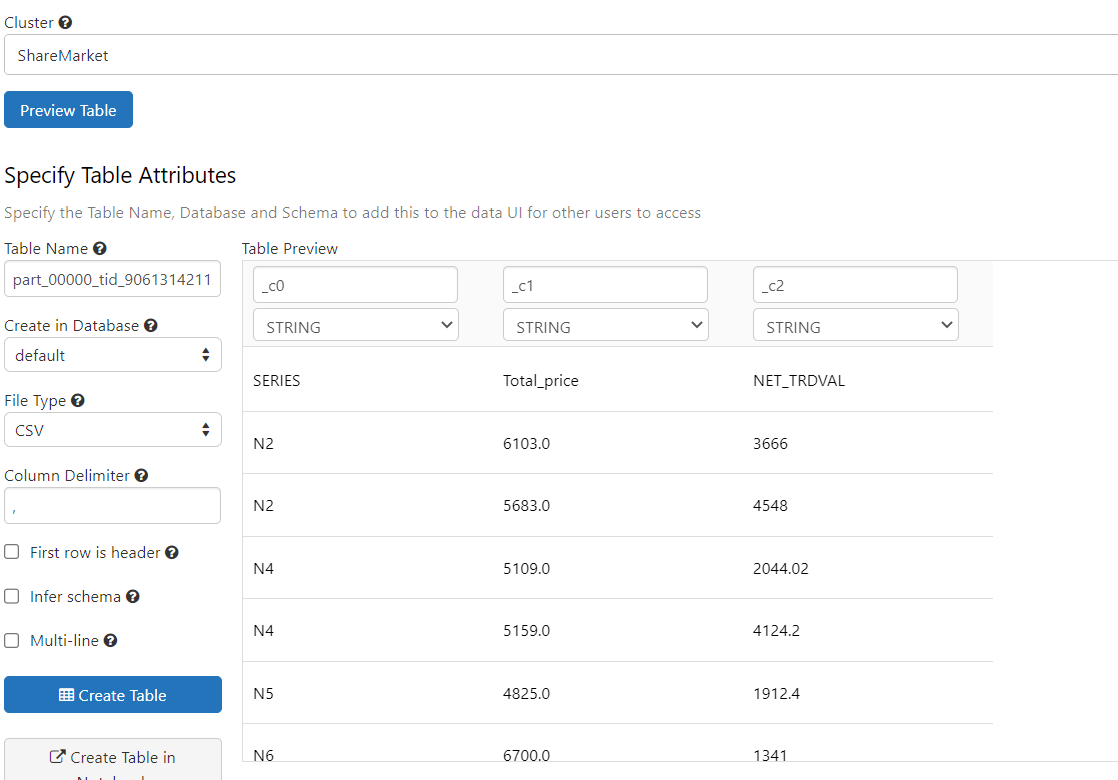 Cluster
ShareMarket
Preview Table
Specify Table Attributes
Specify the Table Name, Database and Schema to add this to the data UI for other users to access
Table Name
part_00000_tid_9061314211
Create in Database
default
File Type
CSV
Column Delimiter
,
First row is header
Infer schema
Multi-line
Create Table
Create Table in
Table Preview
_c0 _c1 _c2
STRING STRING STRING
SERIES Total_price NET_TRDVAL
N2 6103.0 3666
N2 5683.0 4548
N4 5109.0 2044.02
N4 5159.0 4124.2
N5 4825.0 1912.4
N6 6700.0 1341